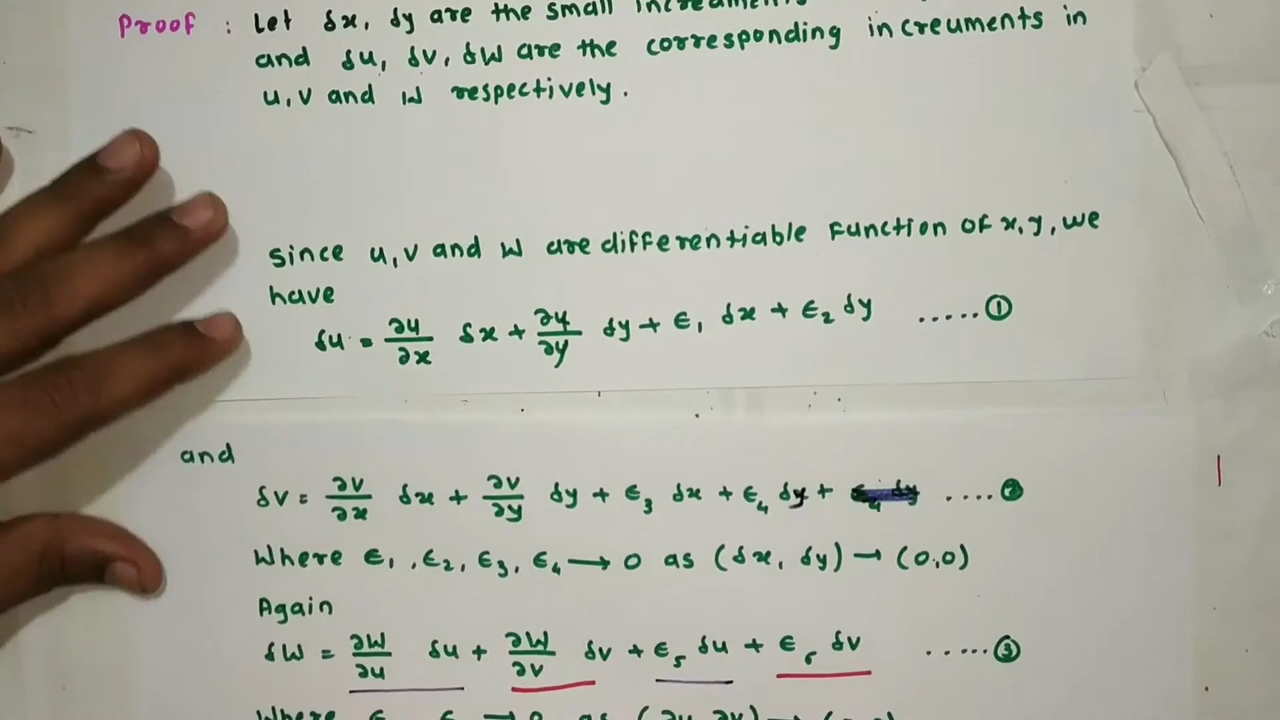 Proof : Let δx, δy are the small
and δu, δv, δw are the corresponding increuments in
u,v and w respectively.
since u,v and w are differentiable Function of x,y, we
have
δu = ∂u/∂x δx + ∂u/∂y δy + ϵ₁ δx + ϵ₂ δy .....①
and
δv = ∂v/∂x δx + ∂v/∂y δy + ϵ₃ δx + ϵ₄ δy + ....②
Where ϵ₁ ,ϵ₂, ϵ₃, ϵ₄ → 0 as (δx, δy) → (0,0)
Again
δw = ∂w/∂u δu + ∂w/∂v δv + ϵ₅ δu + ϵ₆ δv .....③
Where